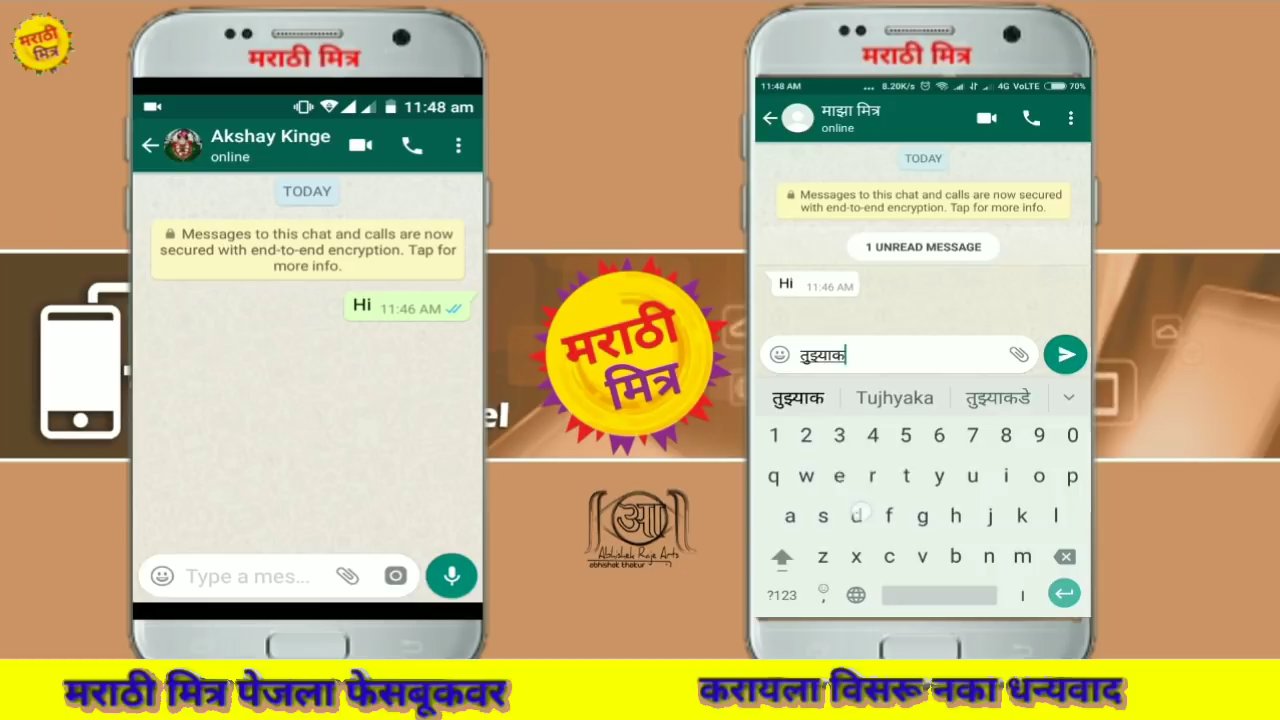 मराठी
मित्र
मराठी मित्र
11:48 am
Akshay Kinge
online
TODAY
Messages to this chat and calls are now
secured with end-to-end encryption. Tap for
more info.
Hi 11:46 AM
Type a mes...
मराठी
मित्र
el
आ
Abhishek Raje Arts
abhishek thakur
मराठी मित्र
11:48 AM ... 8.20K/s 4G VoLTE 70%
माझा मित्र
online
TODAY
Messages to this chat and calls are now secured
with end-to-end encryption. Tap for more info.
1 UNREAD MESSAGE
Hi 11:46 AM
तुझ्याक
तुझ्याक Tujhyaka तुझ्याकडे
1 2 3 4 5 6 7 8 9 0
q w e r t y u i o p
a s d f g h j k l
z x c v b n m
?123 , ।
मराठी मित्र पेजला फेसबूकवर
करायला विसरू नका धन्यवाद